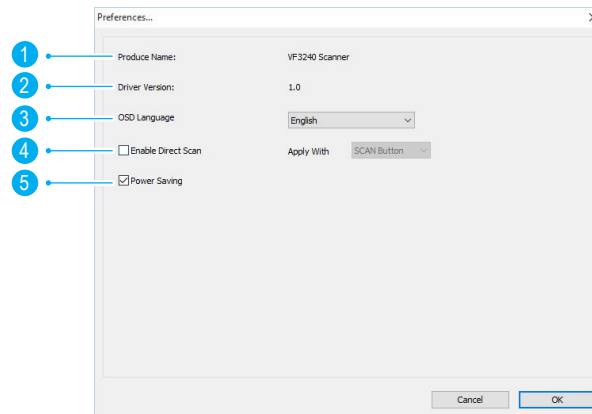 Preferences...
1 Produce Name: VF3240 Scanner
2 Driver Version: 1.0
3 OSD Language English
4 Enable Direct Scan Apply With SCAN Button
5 Power Saving
Cancel OK